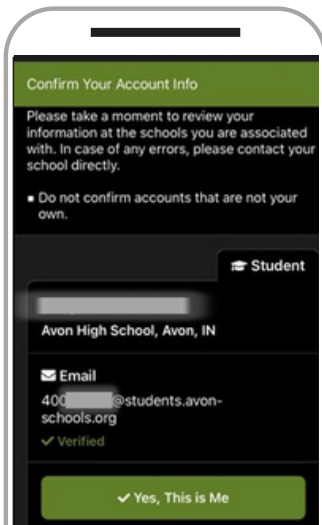 Confirm Your Account Info
Please take a moment to review your
information at the schools you are associated
with. In case of any errors, please contact your
school directly.
▪ Do not confirm accounts that are not your
own.
Student
Avon High School, Avon, IN
Email
400 @students.avon-
schools.org
✓ Verified
✓ Yes, This is Me